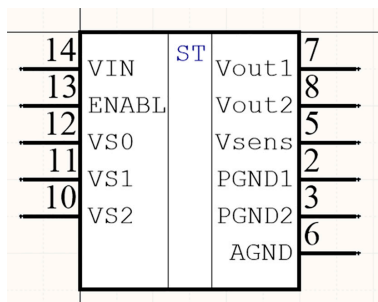 14 VIN ST Vout1 7
13 ENABL Vout2 8
12 VS0 Vsens 5
11 VS1 PGND1 2
10 VS2 PGND2 3
AGND 6